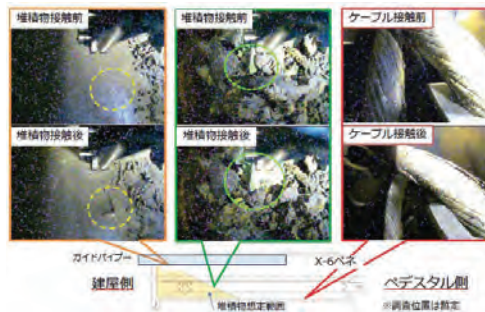 堆積物接触前
堆積物接触前
ケーブル接触前
堆積物接触後
堆積物接触後
ケーブル接触後
ガイドパイプ
X-6ペネ
建屋側
ペデスタル側
堆積物想定範囲
※調査位置は暫定